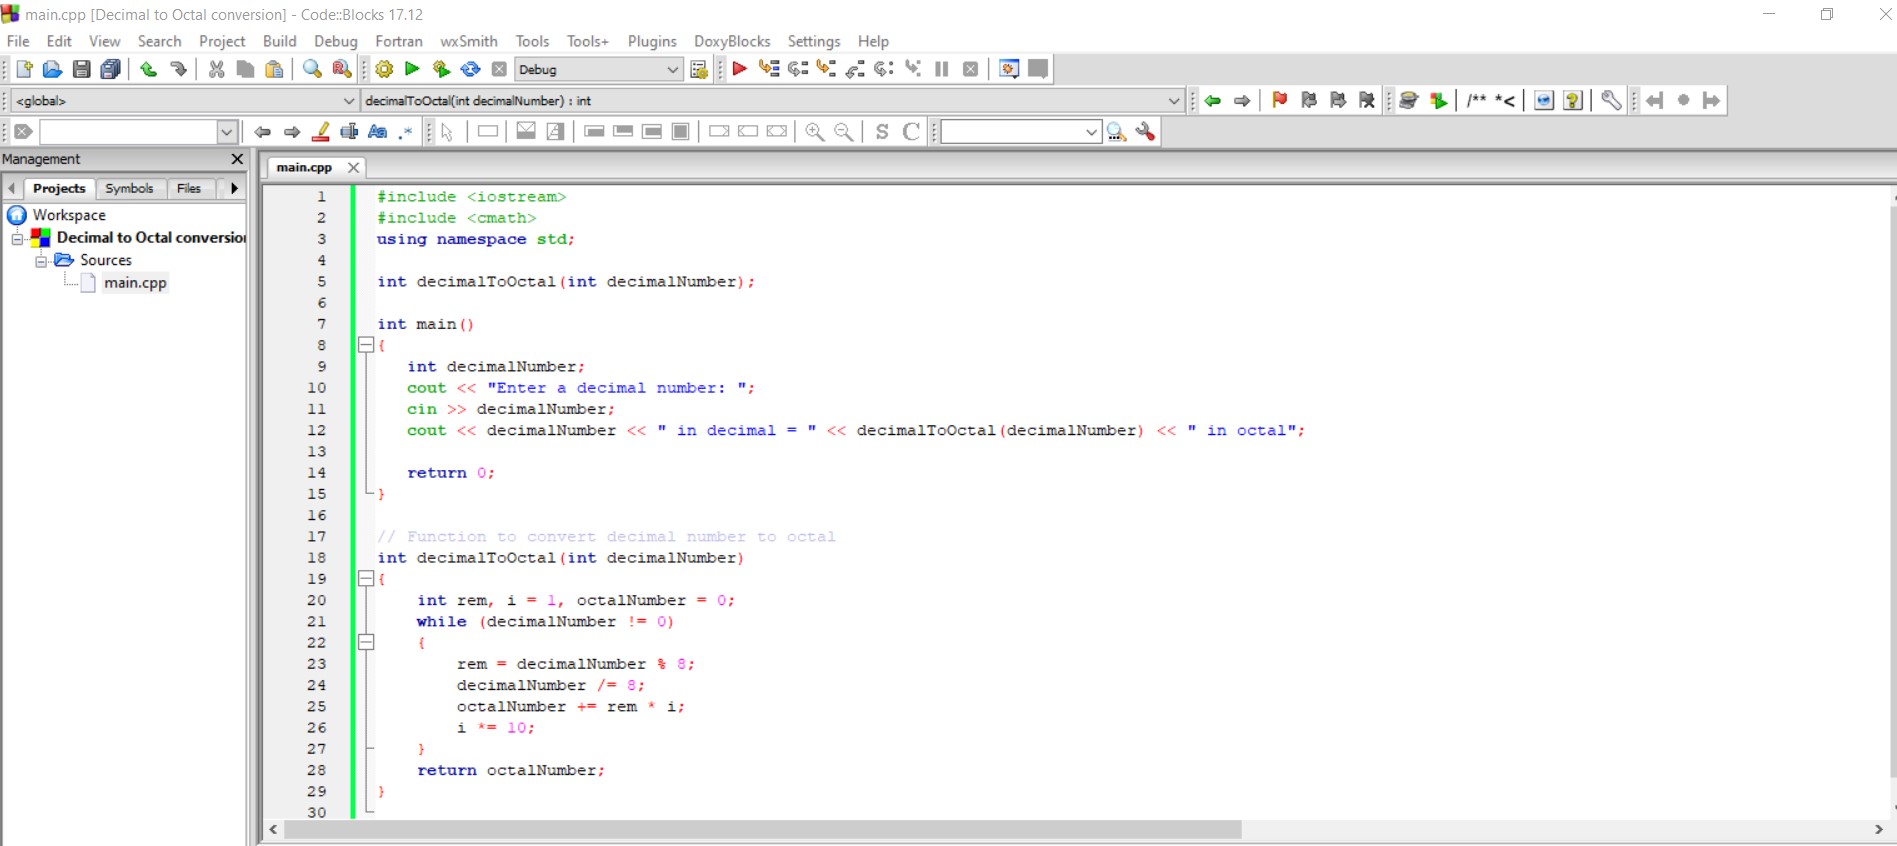 main.cpp [Decimal to Octal conversion] - Code::Blocks 17.12
File Edit View Search Project Build Debug Fortran wxSmith Tools Tools+ Plugins DoxyBlocks Settings Help
Debug
<global> decimalToOctal(int decimalNumber) : int /** *<
Aa .* S C
Management
main.cpp
Projects Symbols Files
Workspace
Decimal to Octal conversion
Sources
main.cpp
1 #include <iostream>
2 #include <cmath>
3 using namespace std;
4
5 int decimalToOctal(int decimalNumber);
6
7 int main()
8 {
9 int decimalNumber;
10 cout << "Enter a decimal number: ";
11 cin >> decimalNumber;
12 cout << decimalNumber << " in decimal = " << decimalToOctal(decimalNumber) << " in octal";
13
14 return 0;
15 }
16
17 // Function to convert decimal number to octal
18 int decimalToOctal(int decimalNumber)
19 {
20 int rem, i = 1, octalNumber = 0;
21 while (decimalNumber != 0)
22 {
23 rem = decimalNumber % 8;
24 decimalNumber /= 8;
25 octalNumber += rem * i;
26 i *= 10;
27 }
28 return octalNumber;
29 }
30